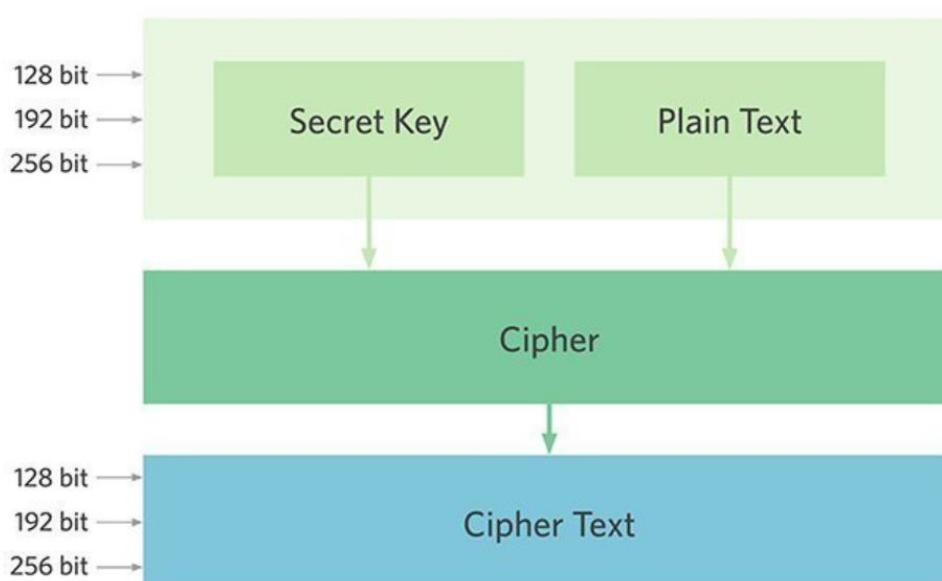 128 bit
192 bit
256 bit
Secret Key
Plain Text
Cipher
128 bit
192 bit
256 bit
Cipher Text